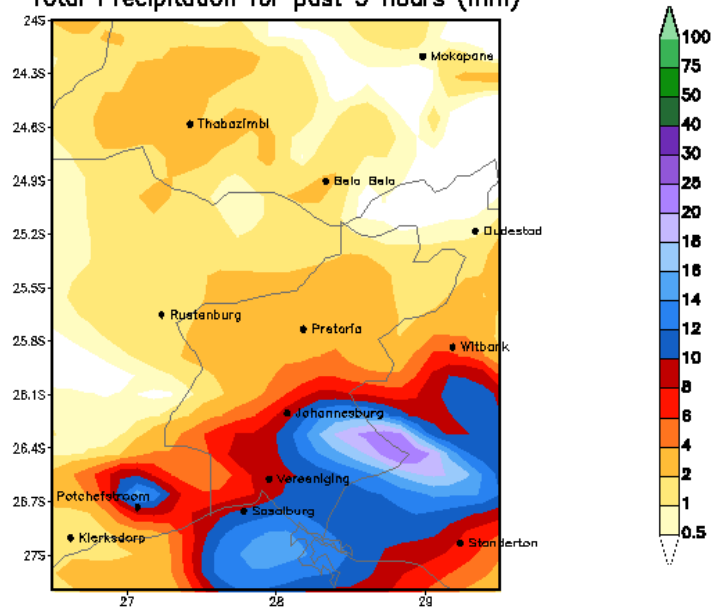 Total Precipitation for past 3 hours (mm)
24S
24.3S
24.6S
24.9S
25.2S
25.5S
25.8S
26.1S
26.4S
26.7S
27S
27
28
29
Mokapane
Thabazimbi
Bela Bela
Oudestad
Rustenburg
Pretoria
Witbank
Johannesburg
Vereeniging
Potchefstroom
Sasolburg
Klerksdorp
Standerton
100
75
50
40
30
25
20
18
16
14
12
10
8
6
4
2
1
0.5